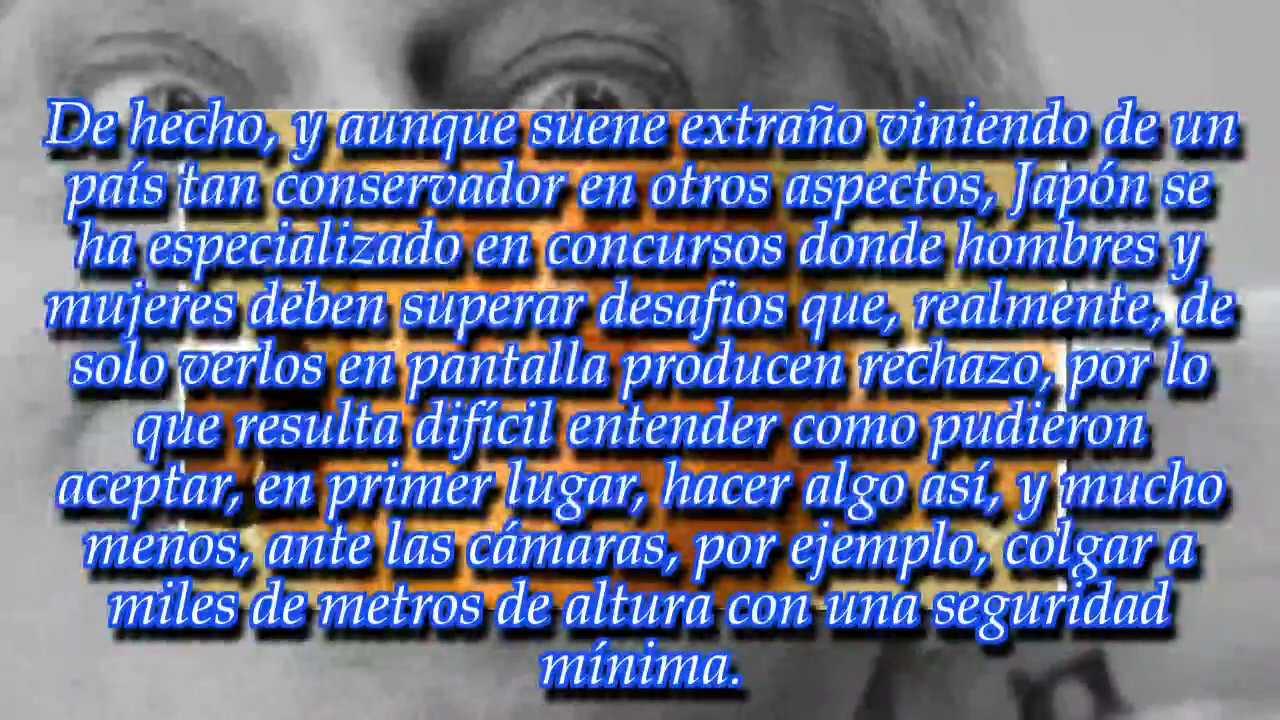 De hecho, y aunque suene extraño viniendo de un
país tan conservador en otros aspectos, Japón se
ha especializado en concursos donde hombres y
mujeres deben superar desafios que, realmente, de
solo verlos en pantalla producen rechazo, por lo
que resulta difícil entender como pudieron
aceptar, en primer lugar, hacer algo así, y mucho
menos, ante las cámaras, por ejemplo, colgar a
miles de metros de altura con una seguridad
mínima.